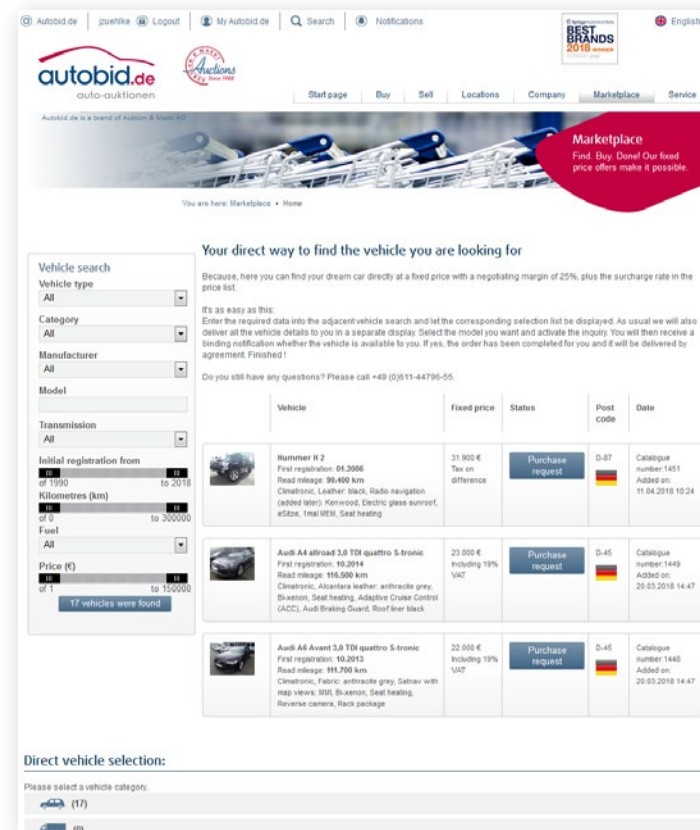 Autobid.de
jzuehlke
Logout
My Autobid.de
Search
Notifications
BEST
BRANDS
2018 WINNER
English
autobid.de
auto-auktionen
Auctions
Since 1988
Start page
Buy
Sell
Locations
Company
Marketplace
Service
Autobid.de is a brand of Auktion & Markt AG
Marketplace
Find. Buy. Done! Our fixed
price offers make it possible.
You are here: Marketplace • Home
Vehicle search
Vehicle type
All
Category
All
Manufacturer
All
Model
Transmission
All
Initial registration from
of 1990 to 2018
Kilometres (km)
of 0 to 300000
Fuel
All
Price (€)
of 1 to 150000
17 vehicles were found
Your direct way to find the vehicle you are looking for
Because, here you can find your dream car directly at a fixed price with a negotiating margin of 25%, plus the surcharge rate in the
price list.
It's as easy as this:
Enter the required data into the adjacent vehicle search and let the corresponding selection list be displayed. As usual we will also
deliver all the vehicle details to you in a separate display. Select the model you want and activate the inquiry. You will then receive a
binding notification whether the vehicle is available to you. If yes, the order has been completed for you and it will be delivered by
agreement. Finished !
Do you still have any questions? Please call +49 (0)611-44796-55.
Vehicle
Fixed price
Status
Post
code
Date
Hummer H 2
First registration: 01.2006
Read mileage: 98.400 km
Climatronic, Leather: black, Radio navigation
(added later): Kenwood, Electric glass sunroof,
eSitze, 1mal MEM, Seat heating
31.900 €
Tax on
difference
Purchase
request
D-87
Catalogue
number:1451
Added on:
11.04.2018 10:24
Audi A4 allroad 3,0 TDI quattro S-tronic
First registration: 10.2014
Read mileage: 116.500 km
Climatronic, Alcantara leather: anthracite grey,
Bi-xenon, Seat heating, Adaptive Cruise Control
(ACC), Audi Braking Guard, Roof liner black
23.000 €
Including 19%
VAT
Purchase
request
D-45
Catalogue
number:1449
Added on:
20.03.2018 14:47
Audi A6 Avant 3,0 TDI quattro S-tronic
First registration: 10.2013
Read mileage: 111.700 km
Climatronic, Fabric: anthracite grey, Satnav with
map views: MMI, Bi-xenon, Seat heating,
Reverse camera, Rack package
22.000 €
Including 19%
VAT
Purchase
request
D-45
Catalogue
number:1448
Added on:
20.03.2018 14:47
Direct vehicle selection:
Please select a vehicle category.
(17)